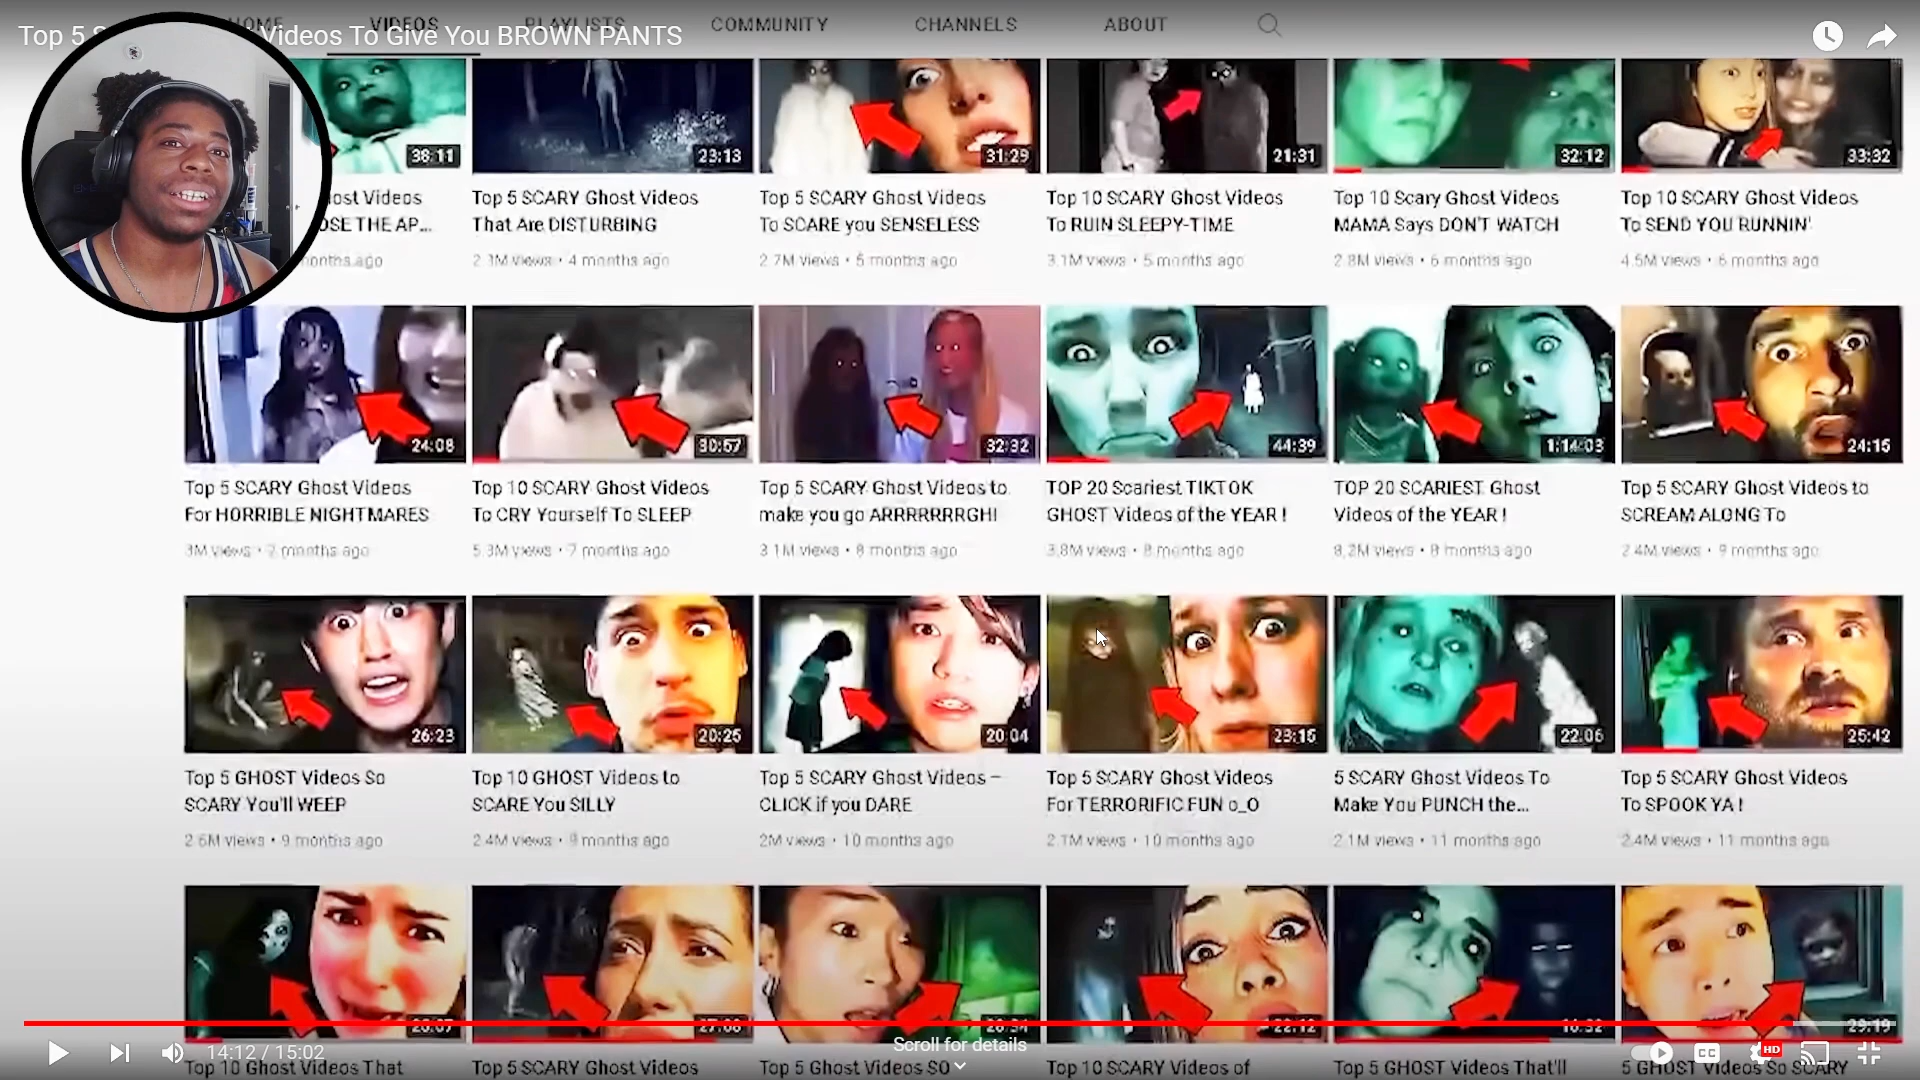 Top 5 S Videos To Give You BROWN PANTS
HOME VIDEOS PLAYLISTS COMMUNITY CHANNELS ABOUT
38:11 23:13 31:29 21:31 32:12 33:32
ost Videos
OSE THE AP...
onths ago
Top 5 SCARY Ghost Videos
That Are DISTURBING
2.3M views • 4 months ago
Top 5 SCARY Ghost Videos
To SCARE you SENSELESS
2.7M views • 5 months ago
Top 10 SCARY Ghost Videos
To RUIN SLEEPY-TIME
3.1M views • 5 months ago
Top 10 Scary Ghost Videos
MAMA Says DON'T WATCH
2.8M views • 6 months ago
Top 10 SCARY Ghost Videos
To SEND YOU RUNNIN'
4.5M views • 6 months ago
24:08 30:57 32:32 44:39 1:14:03 24:15
Top 5 SCARY Ghost Videos
For HORRIBLE NIGHTMARES
3M views • 7 months ago
Top 10 SCARY Ghost Videos
To CRY Yourself To SLEEP
5.3M views • 7 months ago
Top 5 SCARY Ghost Videos to
make you go ARRRRRRRGH!
3.1M views • 8 months ago
TOP 20 Scariest TIKTOK
GHOST Videos of the YEAR !
3.8M views • 8 months ago
TOP 20 SCARIEST Ghost
Videos of the YEAR !
8.2M views • 8 months ago
Top 5 SCARY Ghost Videos to
SCREAM ALONG To
2.4M views • 9 months ago
26:23 20:25 20:04 23:15 22:06 25:42
Top 5 GHOST Videos So
SCARY You'll WEEP
2.6M views • 9 months ago
Top 10 GHOST Videos to
SCARE You SILLY
2.4M views • 9 months ago
Top 5 SCARY Ghost Videos –
CLICK if you DARE
2M views • 10 months ago
Top 5 SCARY Ghost Videos
For TERRORIFIC FUN o_O
2.1M views • 10 months ago
5 SCARY Ghost Videos To
Make You PUNCH the...
2.1M views • 11 months ago
Top 5 SCARY Ghost Videos
To SPOOK YA !
2.4M views • 11 months ago
22:12 29:19
14:12 / 15:02
Scroll for details
CC HD
Top 10 Ghost Videos That
Top 5 SCARY Ghost Videos
Top 5 Ghost Videos SO
Top 10 SCARY Videos of
Top 5 GHOST Videos That'll
5 GHOST Videos So SCARY